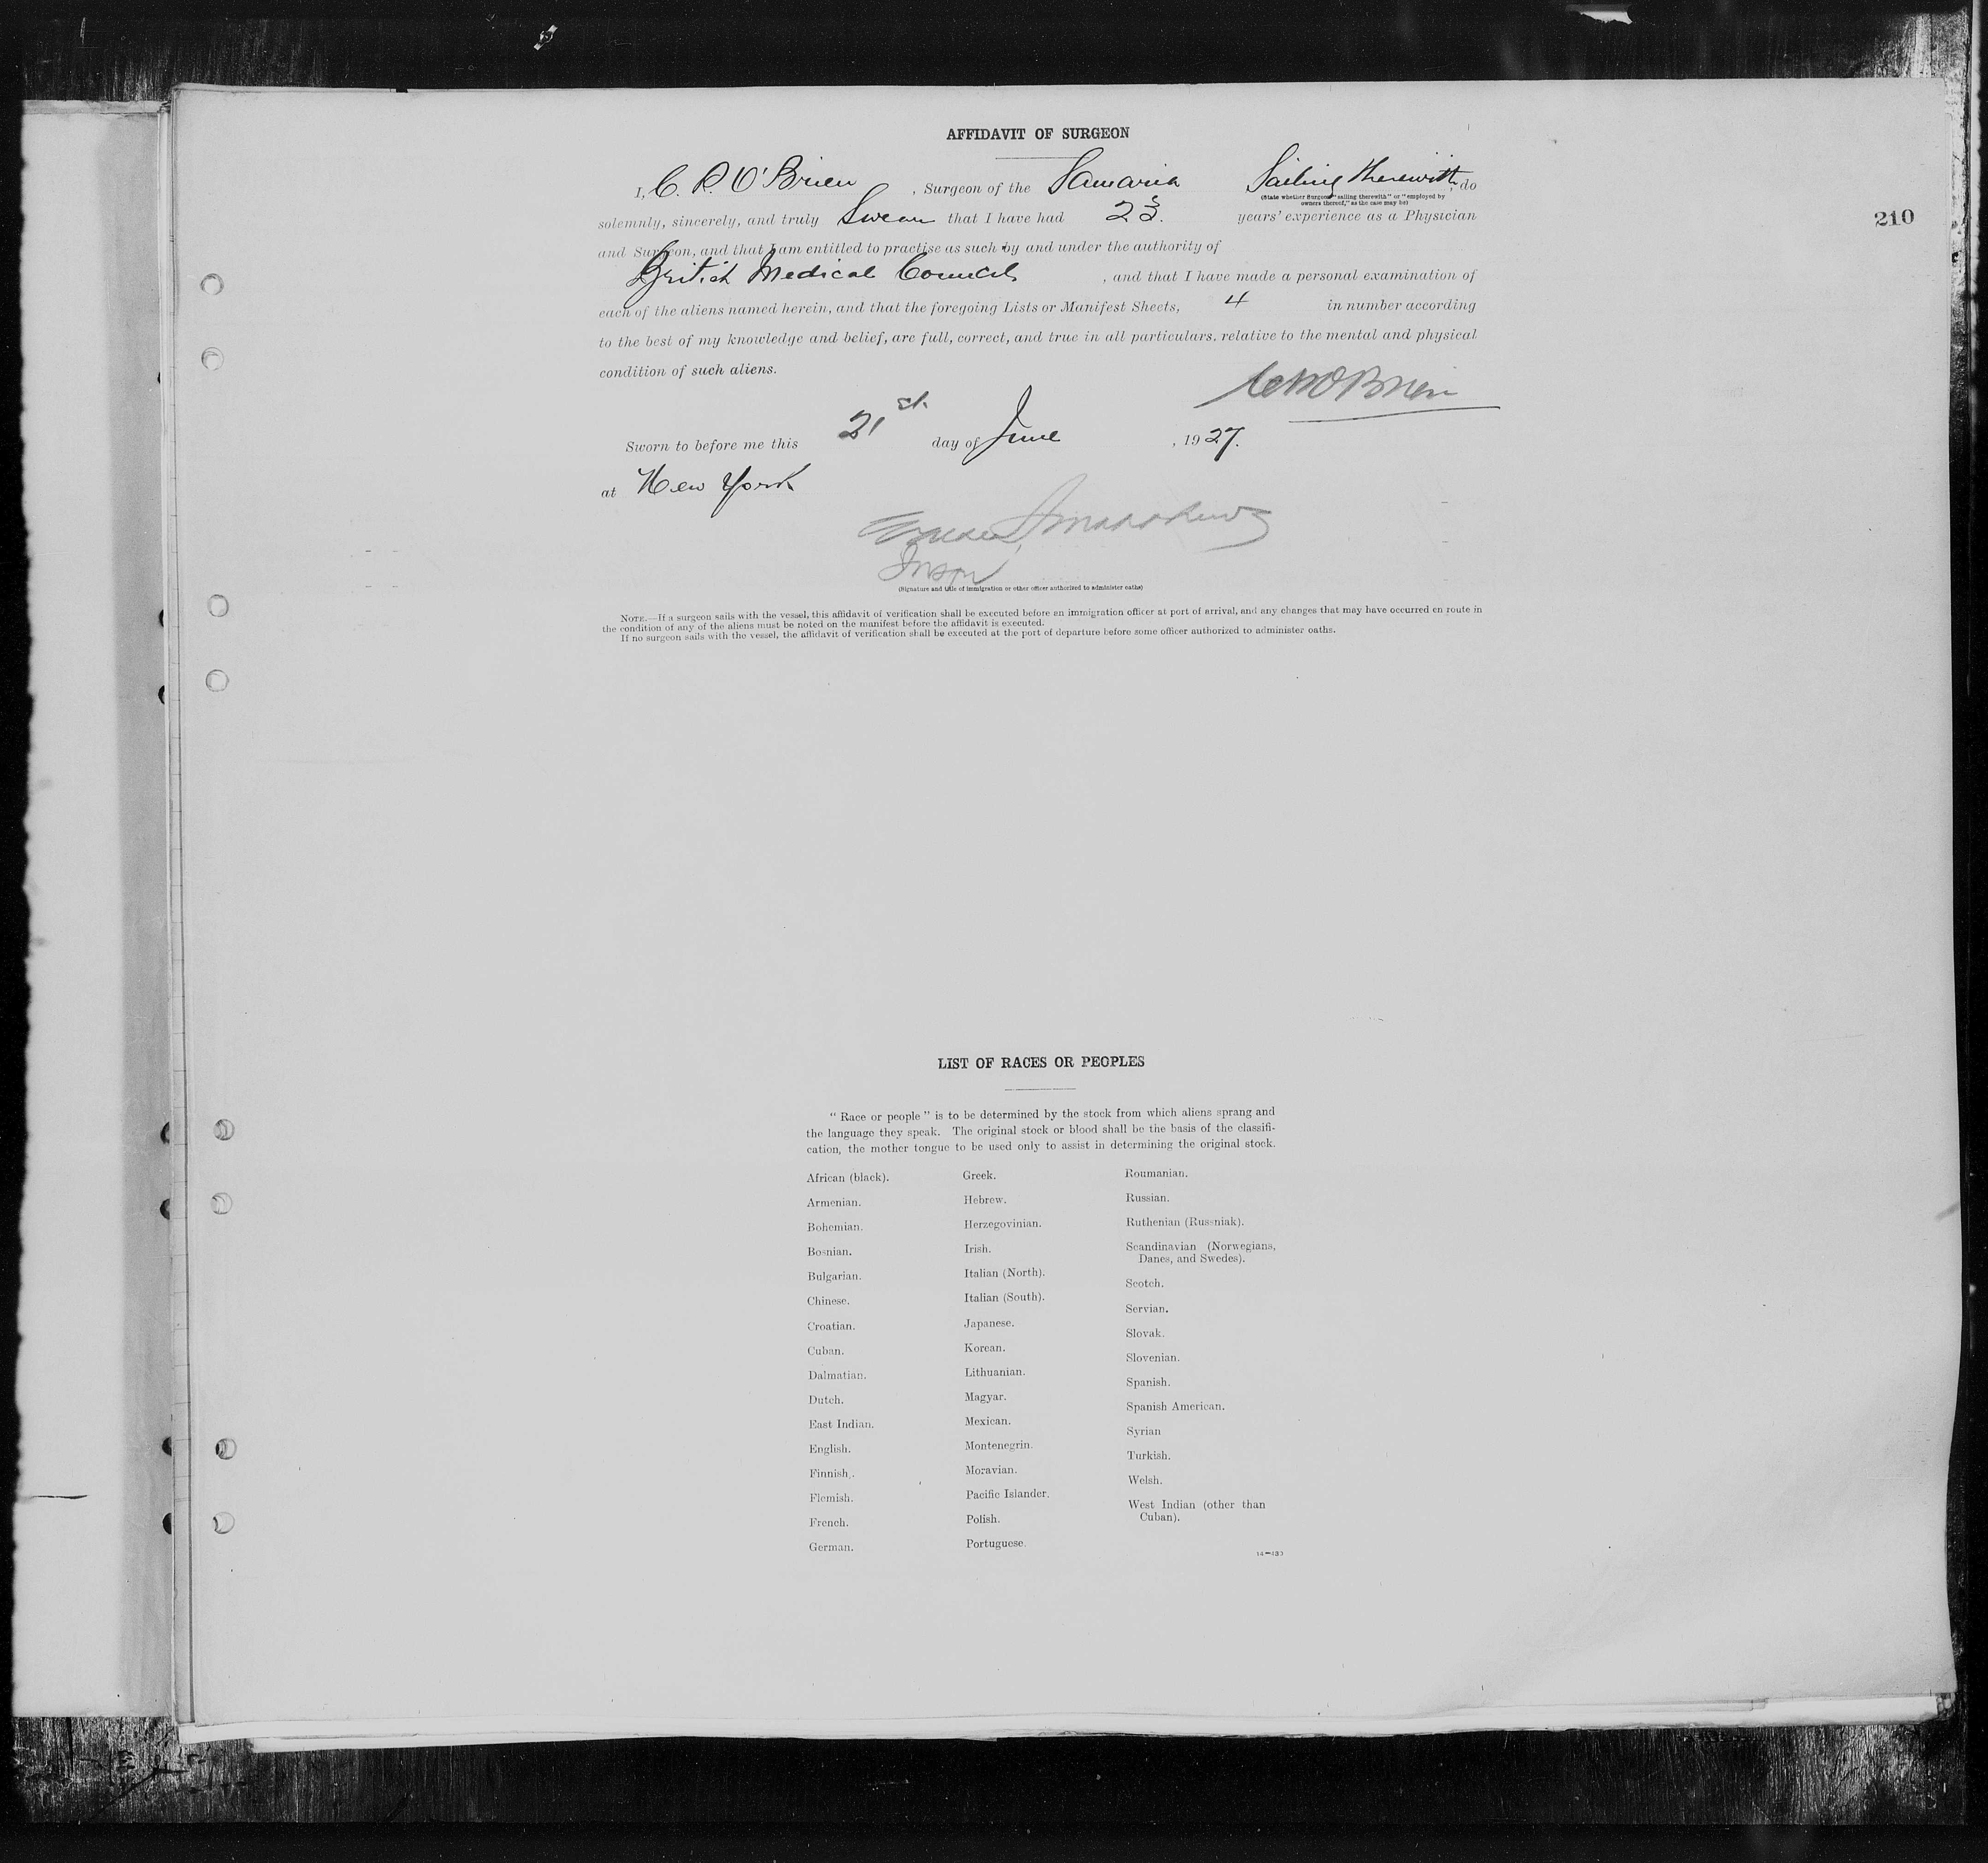 AFFIDAVIT OF SURGEON
I, C. P. O'Brien, Surgeon of the Samaria Sailing therewith, do
(State whether Surgeon "sailing therewith" or "employed by
owners thereof," as the case may be)
solemnly, sincerely, and truly Swear that I have had 23. years' experience as a Physician
210
and Surgeon, and that I am entitled to practise as such by and under the authority of
British Medical Council, and that I have made a personal examination of
each of the aliens named herein, and that the foregoing Lists or Manifest Sheets, 4 in number according
to the best of my knowledge and belief, are full, correct, and true in all particulars, relative to the mental and physical
condition of such aliens.
O'Brien
Sworn to before me this 21st day of June, 1927.
at New York
Inspr
(Signature and title of immigration or other officer authorized to administer oaths)
NOTE.—If a surgeon sails with the vessel, this affidavit of verification shall be executed before an immigration officer at port of arrival, and any changes that may have occurred en route in
the condition of any of the aliens must be noted on the manifest before the affidavit is executed.
If no surgeon sails with the vessel, the affidavit of verification shall be executed at the port of departure before some officer authorized to administer oaths.
LIST OF RACES OR PEOPLES
"Race or people" is to be determined by the stock from which aliens sprang and
the language they speak. The original stock or blood shall be the basis of the classifi-
cation, the mother tongue to be used only to assist in determining the original stock.
African (black).
Armenian.
Bohemian.
Bosnian.
Bulgarian.
Chinese.
Croatian.
Cuban.
Dalmatian.
Dutch.
East Indian.
English.
Finnish.
Flemish.
French.
German.
Greek.
Hebrew.
Herzegovinian.
Irish.
Italian (North).
Italian (South).
Japanese.
Korean.
Lithuanian.
Magyar.
Mexican.
Montenegrin.
Moravian.
Pacific Islander.
Polish.
Portuguese.
Roumanian.
Russian.
Ruthenian (Russniak).
Scandinavian (Norwegians,
Danes, and Swedes).
Scotch.
Servian.
Slovak.
Slovenian.
Spanish.
Spanish American.
Syrian
Turkish.
Welsh.
West Indian (other than
Cuban).